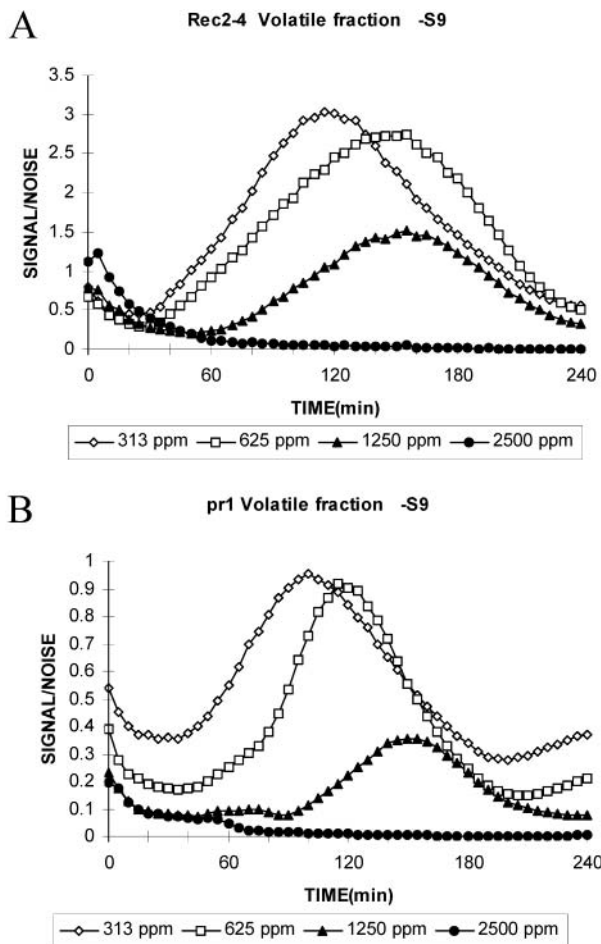 A
Rec2-4 Volatile fraction -S9
SIGNAL/NOISE
3.5
3
2.5
2
1.5
1
0.5
0
0 60 120 180 240
TIME(min)
313 ppm 625 ppm 1250 ppm 2500 ppm
B
pr1 Volatile fraction -S9
SIGNAL/NOISE
1
0.9
0.8
0.7
0.6
0.5
0.4
0.3
0.2
0.1
0
0 60 120 180 240
TIME(min)
313 ppm 625 ppm 1250 ppm 2500 ppm